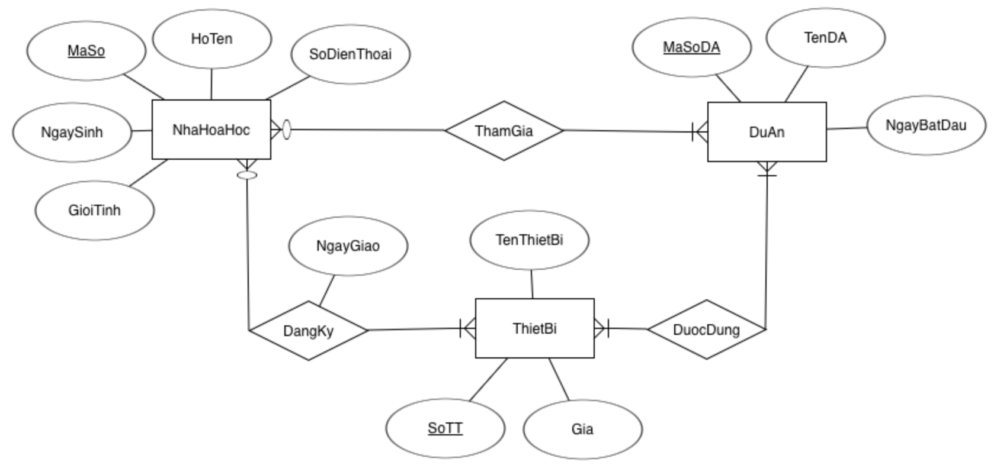 MaSo
HoTen
SoDienThoai
MaSoDA
TenDA
NgaySinh
NhaHoaHoc
ThamGia
DuAn
NgayBatDau
GioiTinh
NgayGiao
TenThietBi
DangKy
ThietBi
DuocDung
SoTT
Gia